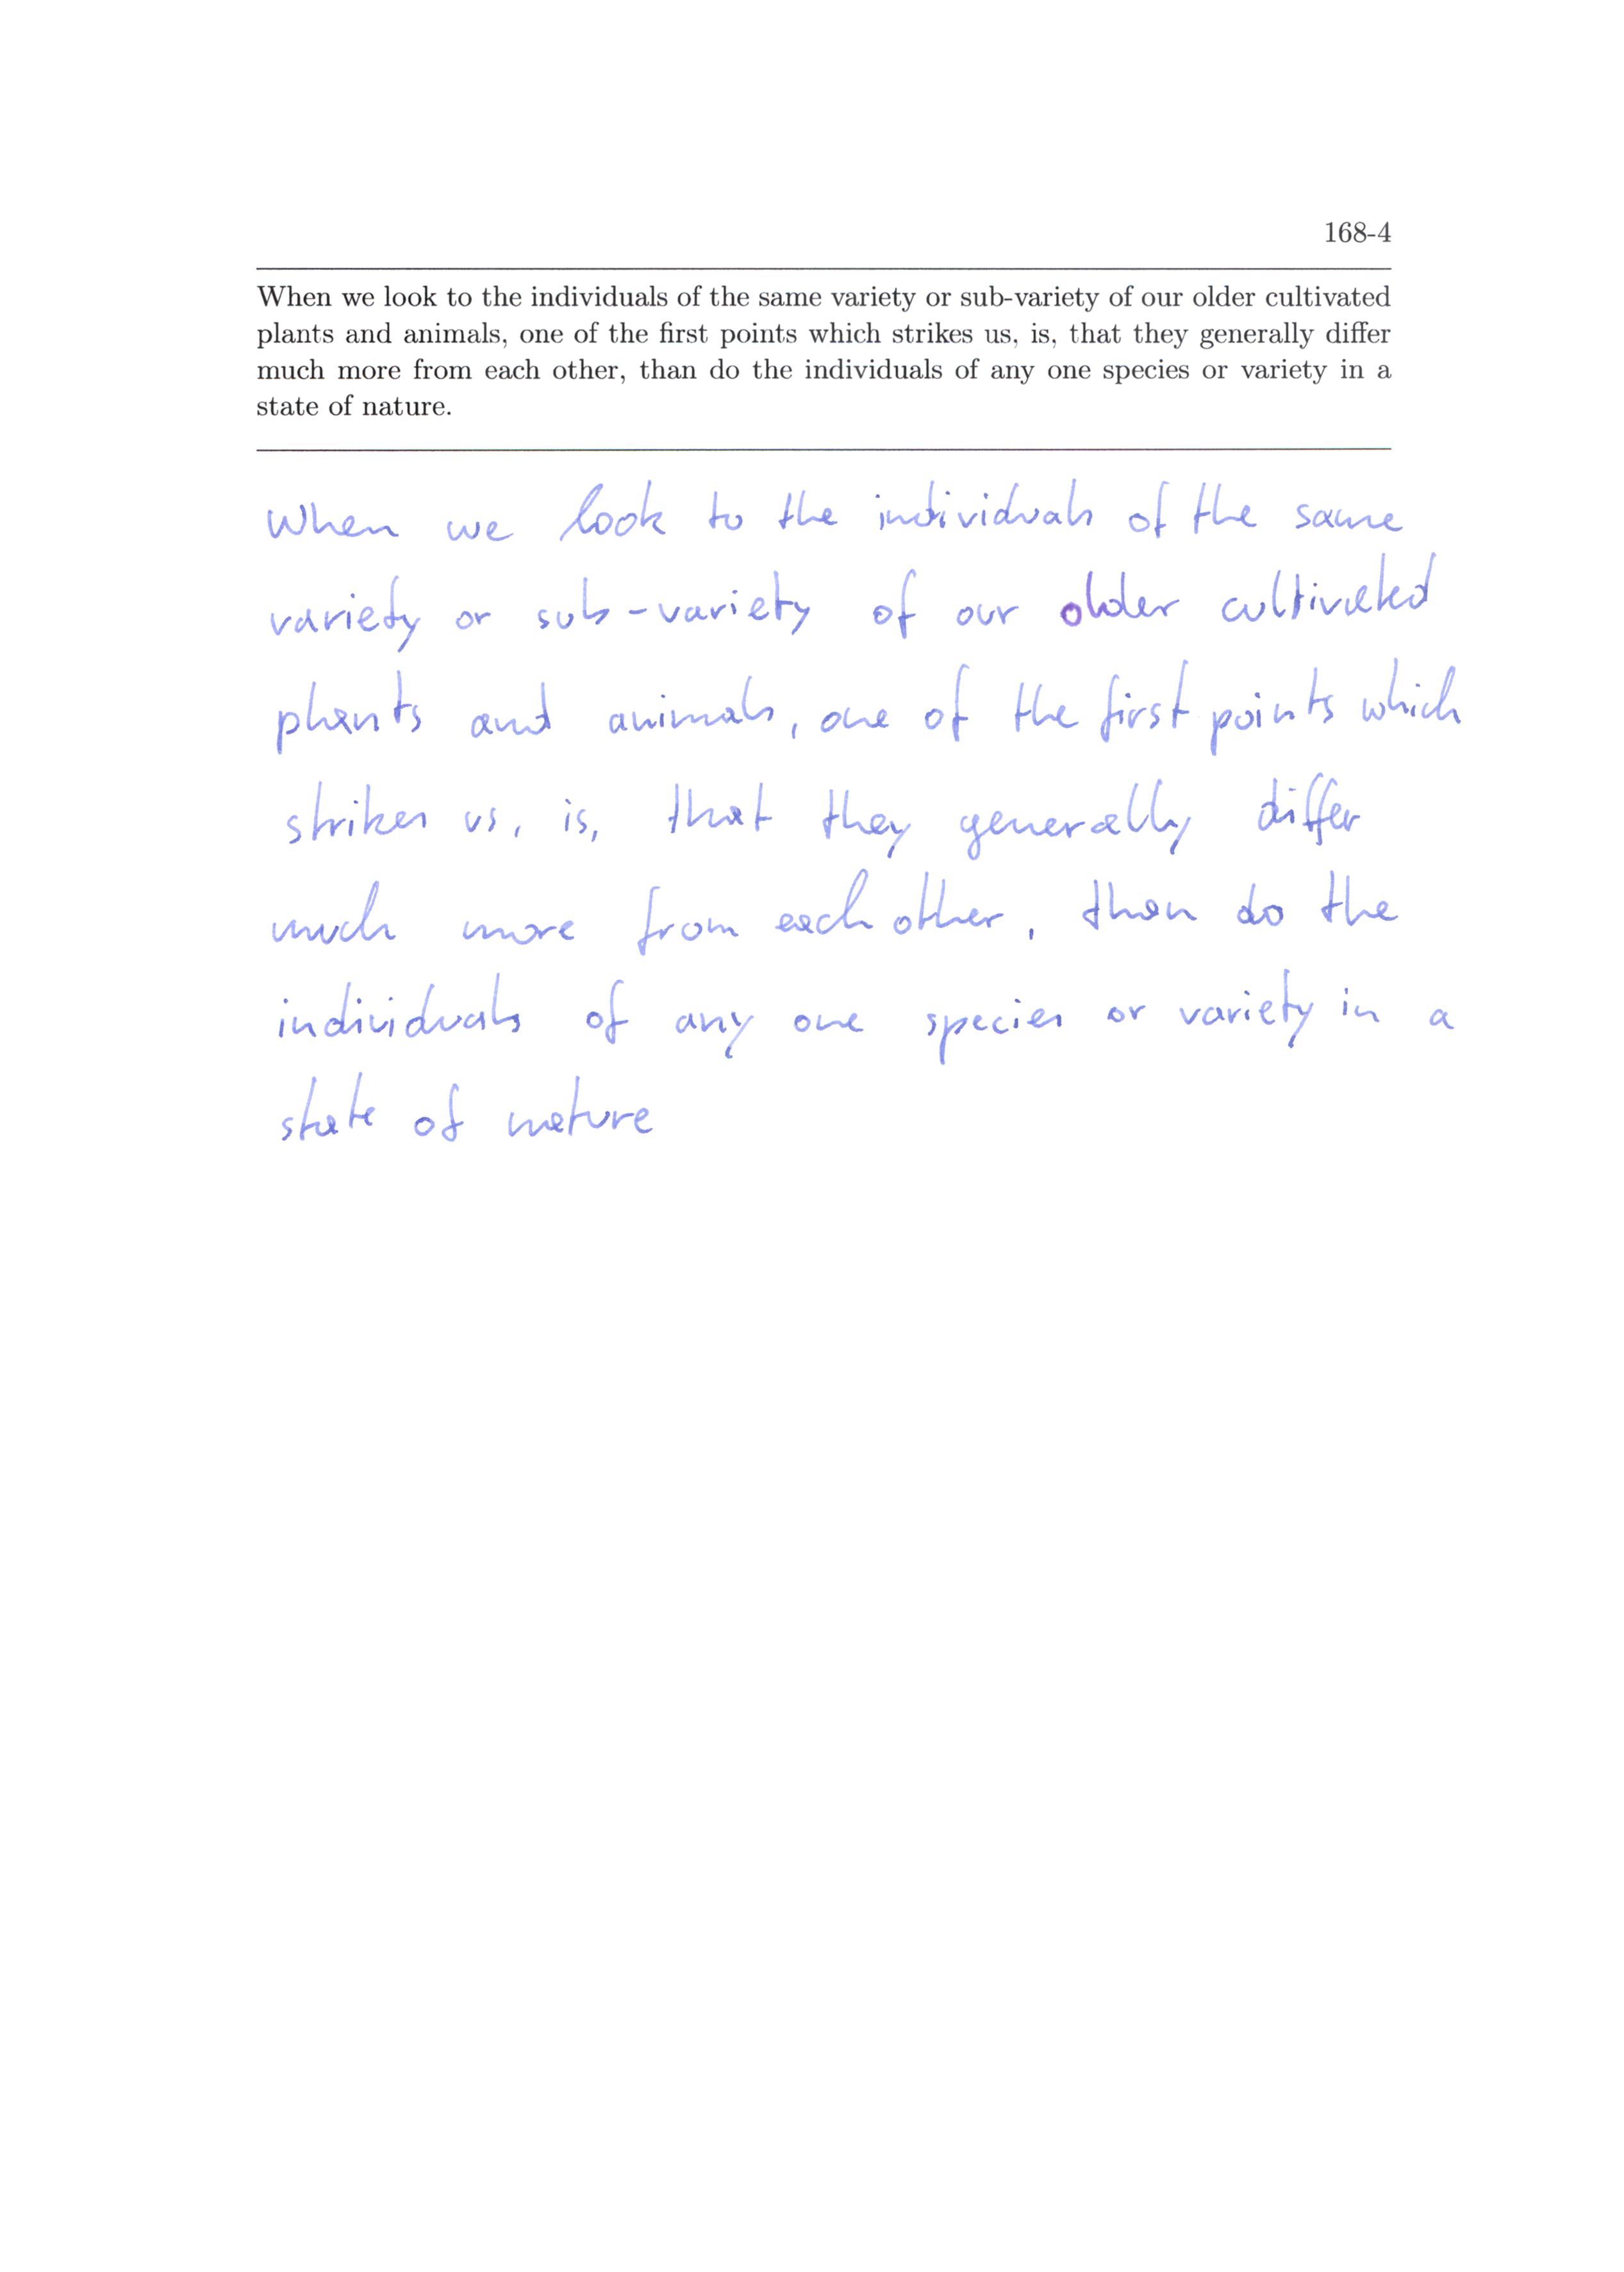 168-4
When we look to the individuals of the same variety or sub-variety of our older cultivated
plants and animals, one of the first points which strikes us, is, that they generally differ
much more from each other, than do the individuals of any one species or variety in a
state of nature.
When we look to the individuals of the same
variety or sub-variety of our older cultivated
plants and animals, one of the first points which
strikes us, is, that they generally differ
much more from each other, than do the
individuals of any one species or variety in a
state of nature